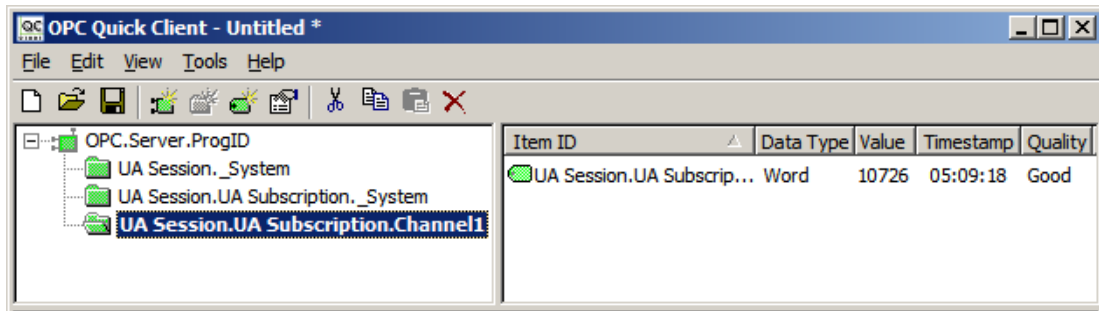 OPC Quick Client - Untitled *
File Edit View Tools Help
OPC.Server.ProgID
UA Session._System
UA Session.UA Subscription._System
UA Session.UA Subscription.Channel1
Item ID Data Type Value Timestamp Quality
UA Session.UA Subscrip... Word 10726 05:09:18 Good